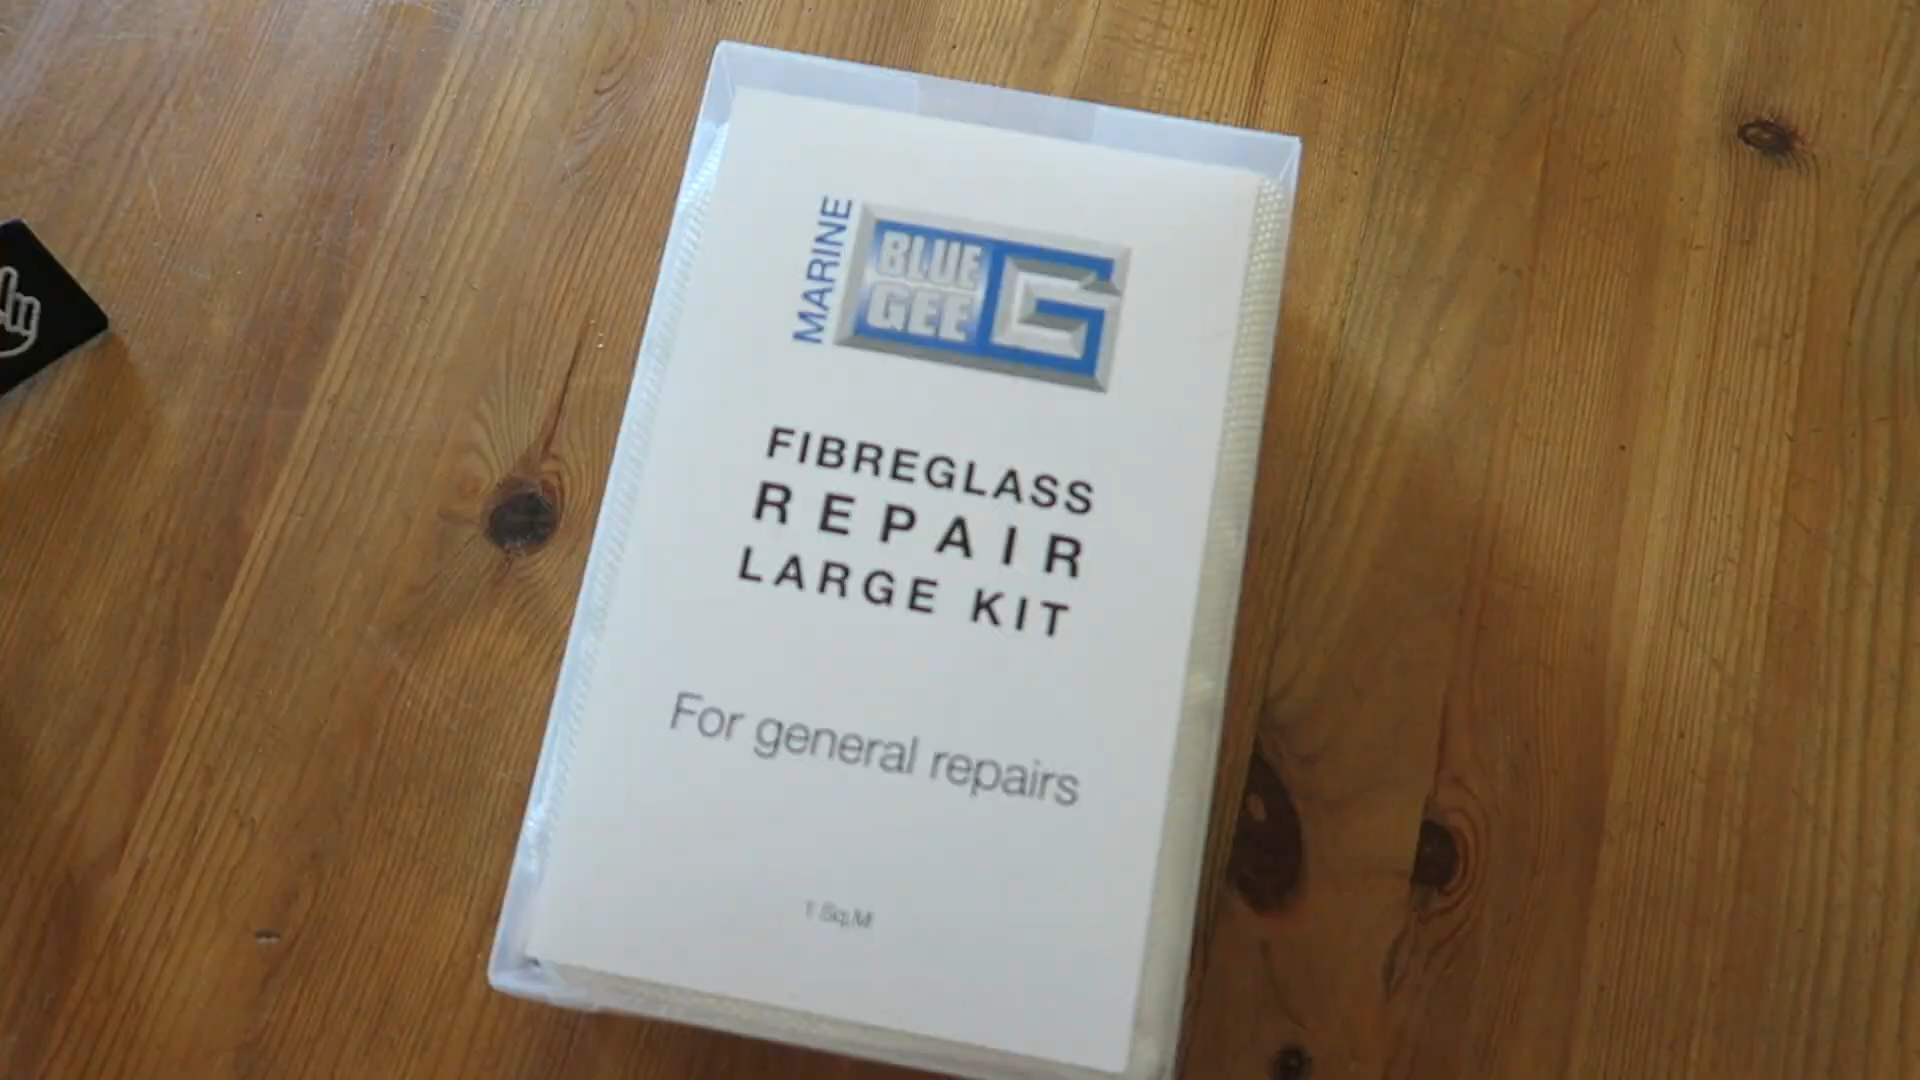 MARINE
BLUE
GEE
G
FIBREGLASS
REPAIR
LARGE KIT
For general repairs
1 Sq.M